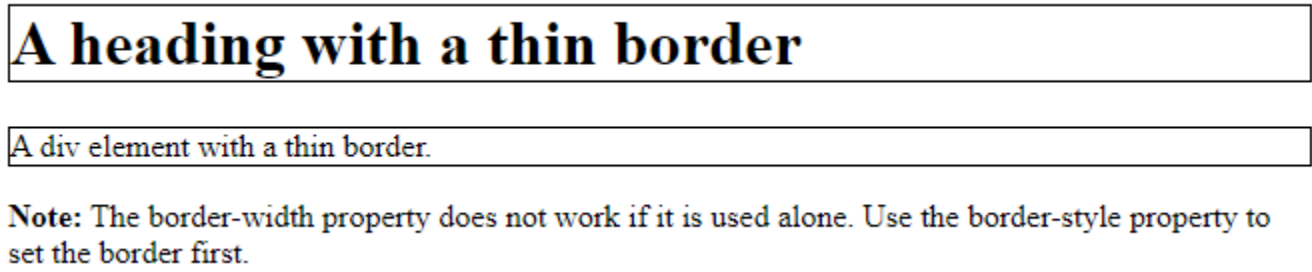 A heading with a thin border
A div element with a thin border.
Note: The border-width property does not work if it is used alone. Use the border-style property to
set the border first.